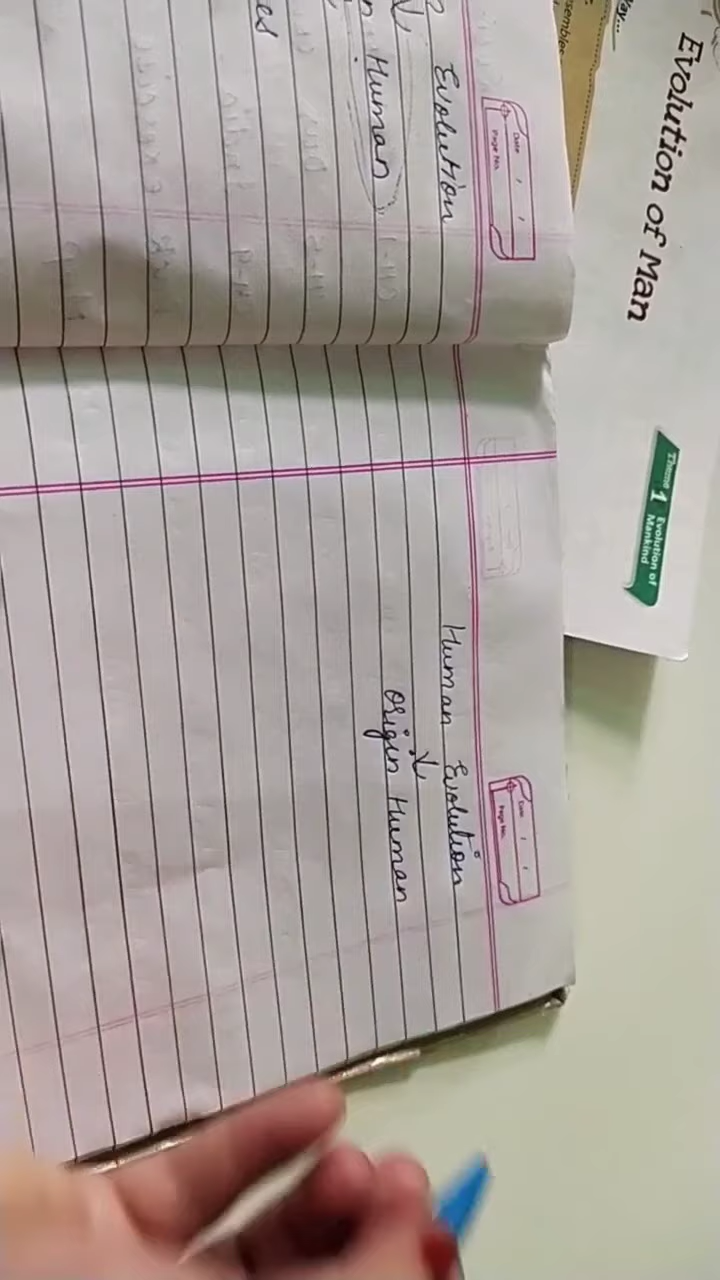 Evolution
Human
es
Date / /
Page No.
Human Evolution
Origin Human
Date / /
Page No.
Evolution of Man
Theme 1 Evolution of
Mankind